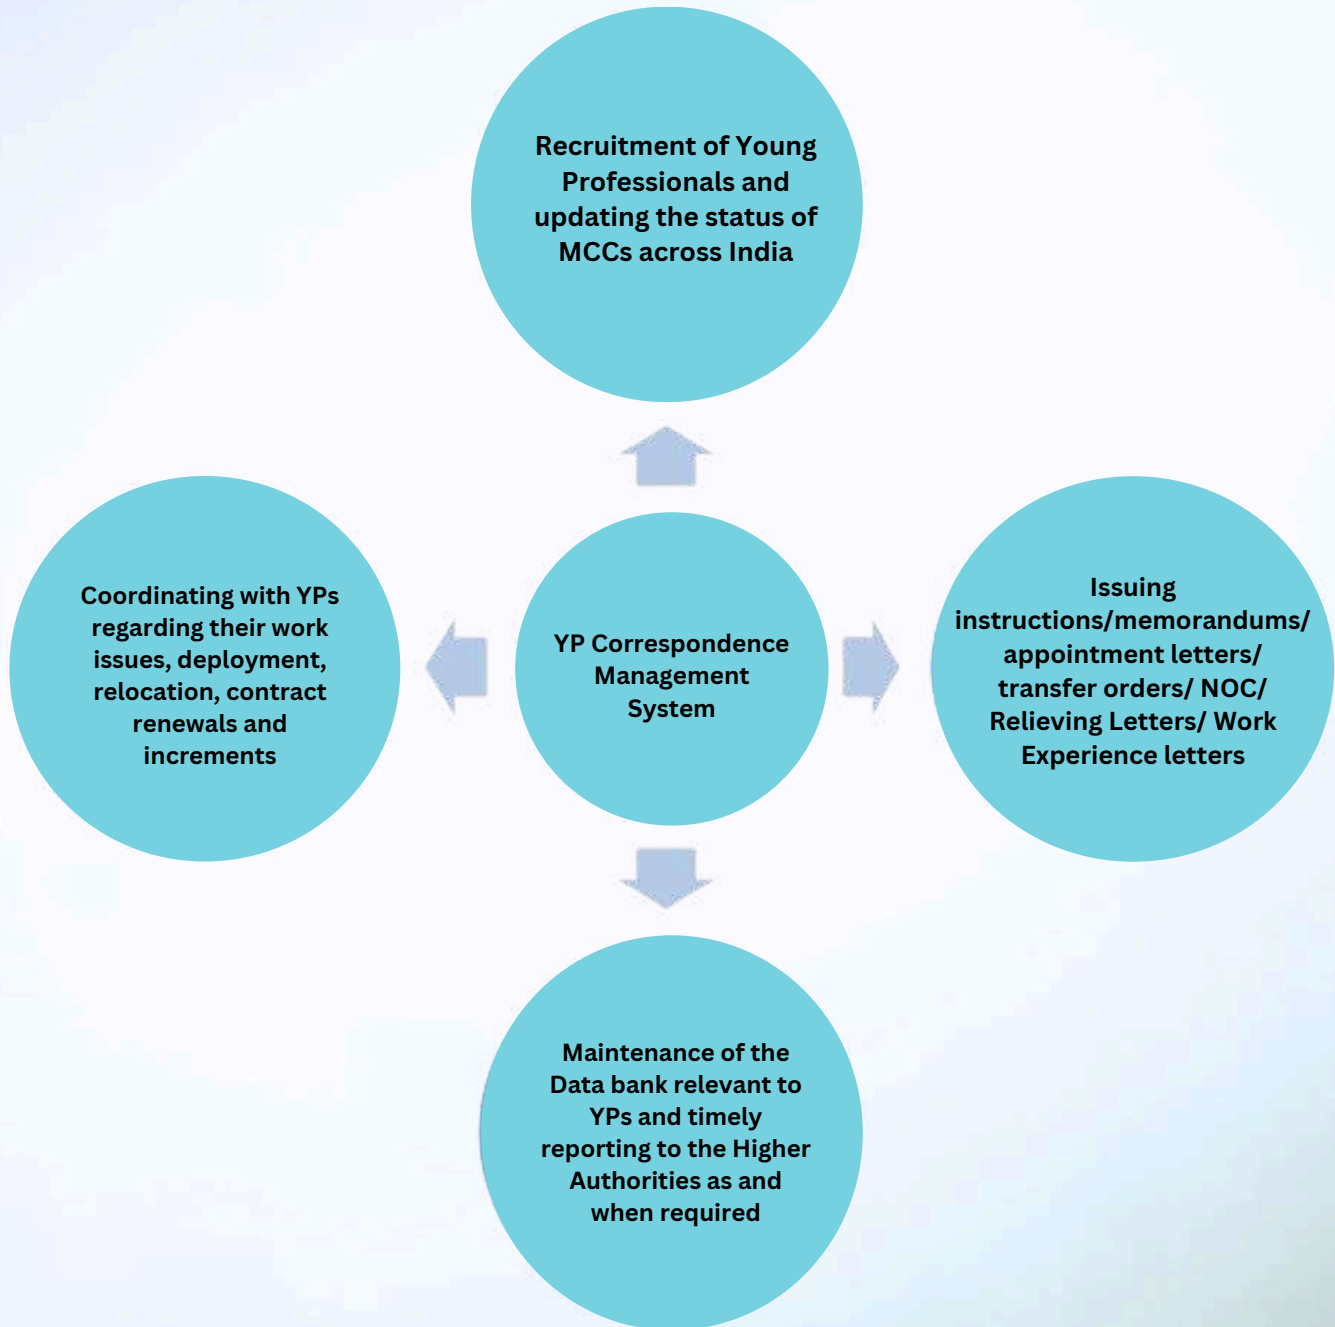 Recruitment of Young
Professionals and
updating the status of
MCCs across India
Coordinating with YPs
regarding their work
issues, deployment,
relocation, contract
renewals and
increments
YP Correspondence
Management
System
Issuing
instructions/memorandums/
appointment letters/
transfer orders/ NOC/
Relieving Letters/ Work
Experience letters
Maintenance of the
Data bank relevant to
YPs and timely
reporting to the Higher
Authorities as and
when required